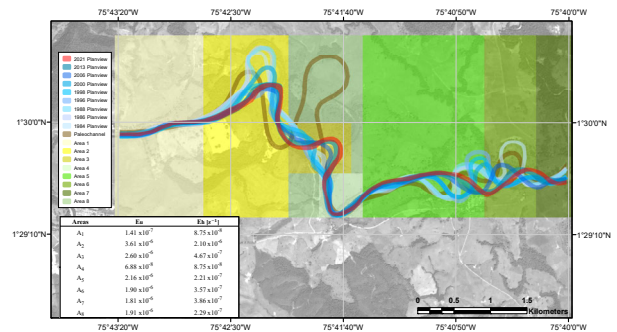 75°43'20"W 75°42'30"W 75°41'40"W 75°40'50"W 75°40'0"W
2021 Planview
2013 Planview
2006 Planview
2000 Planview
1998 Planview
1996 Planview
1988 Planview
1986 Planview
1984 Planview
Paleochannel
Area 1
Area 2
Area 3
Area 4
Area 5
Area 6
Area 7
Area 8
1°30'0"N 1°30'0"N
1°29'10"N 1°29'10"N
Areas Eu Eh [s⁻¹]
A₁ 1.41 x10⁻⁷ 8.75 x10⁻⁸
A₂ 3.61 x10⁻⁶ 2.10 x10⁻⁶
A₃ 2.60 x10⁻⁶ 4.67 x10⁻⁷
A₄ 6.88 x10⁻⁸ 8.75 x10⁻⁸
A₅ 2.16 x10⁻⁶ 2.21 x10⁻⁷
A₆ 1.90 x10⁻⁶ 3.57 x10⁻⁷
A₇ 1.81 x10⁻⁶ 3.86 x10⁻⁷
A₈ 1.91 x10⁻⁶ 2.29 x10⁻⁷
0 0.5 1 1.5
Kilometers
75°43'20"W 75°42'30"W 75°41'40"W 75°40'50"W 75°40'0"W